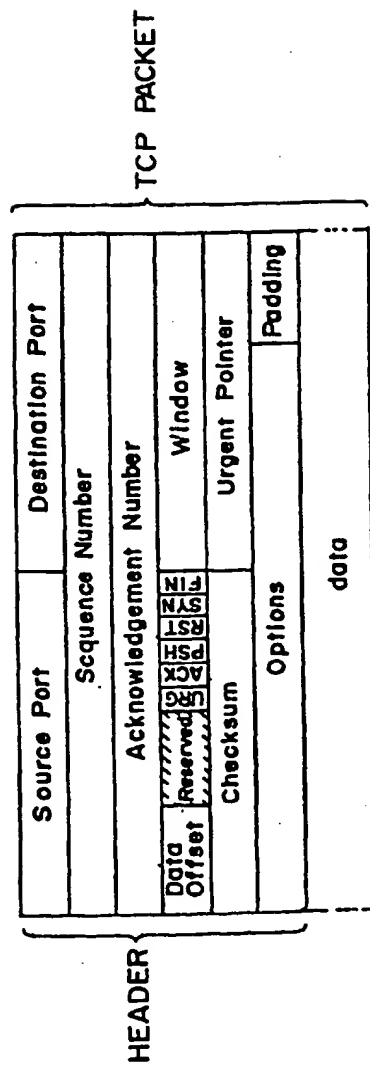 HEADER
TCP PACKET
Source Port Destination Port
Scquence Number
Acknowledgement Number
Data Offset Reserved URG ACK PSH RST SYN FIN Window
Checksum Urgent Pointer
Options Padding
data